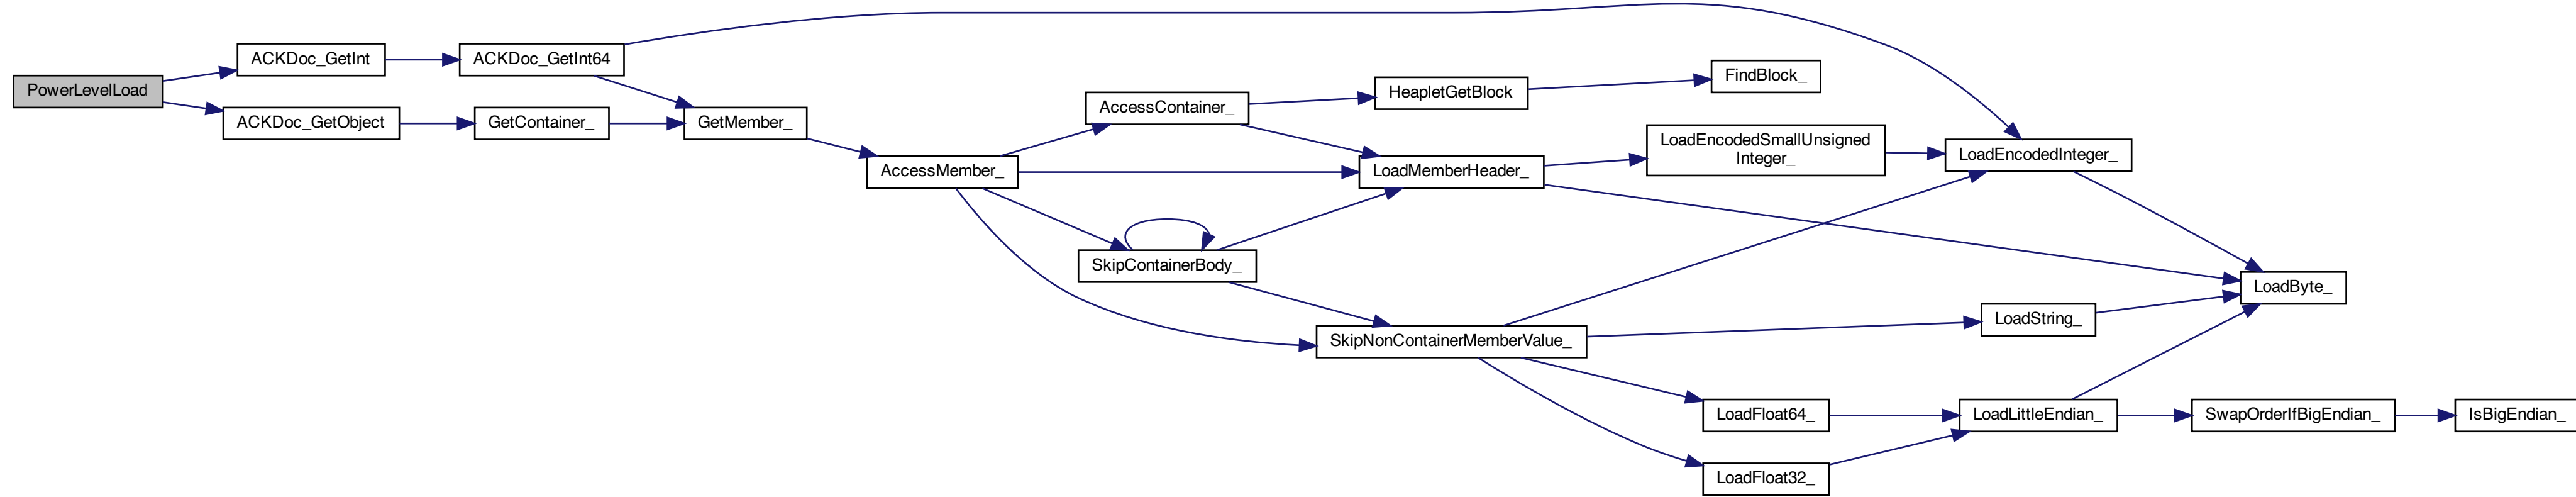 PowerLevelLoad
ACKDoc_GetInt
ACKDoc_GetObject
ACKDoc_GetInt64
GetContainer_
GetMember_
AccessMember_
AccessContainer_
SkipContainerBody_
HeapletGetBlock
LoadMemberHeader_
SkipNonContainerMemberValue_
FindBlock_
LoadEncodedSmallUnsigned
Integer_
LoadFloat64_
LoadFloat32_
LoadEncodedInteger_
LoadString_
LoadLittleEndian_
LoadByte_
SwapOrderIfBigEndian_
IsBigEndian_